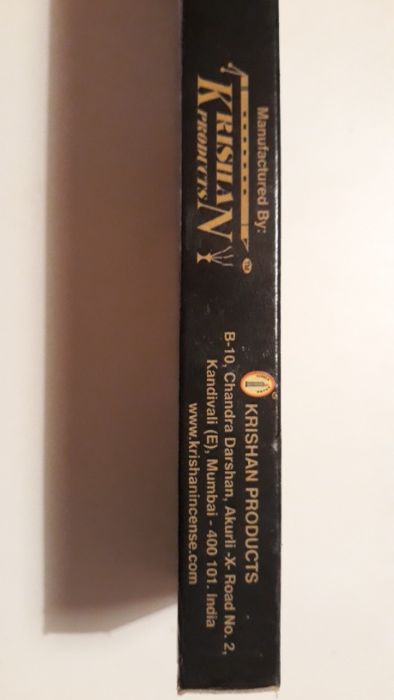 Manufactured By:
KRISHAN
PRODUCTS
TM
® KRISHAN PRODUCTS
B-10, Chandra Darshan, Akurli -X- Road No. 2,
Kandivali (E), Mumbai - 400 101. India
www.krishanincense.com